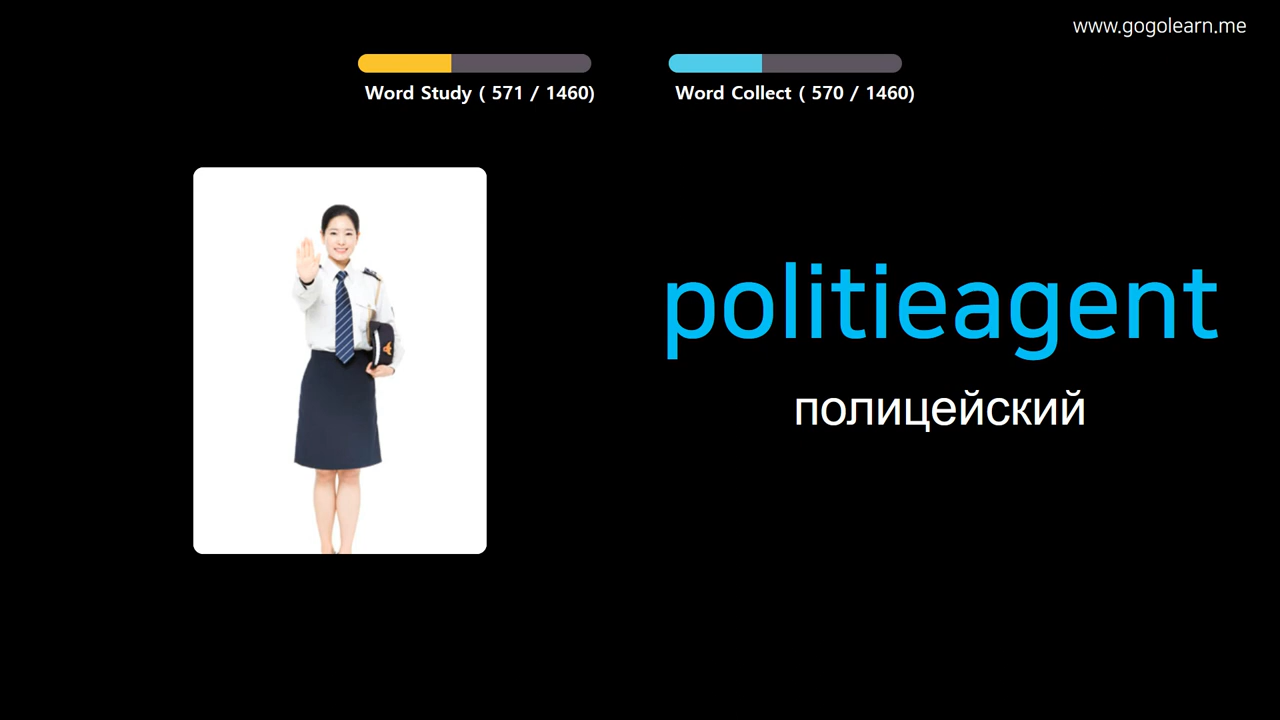 www.gogolearn.me
Word Study ( 571 / 1460)
Word Collect ( 570 / 1460)
politieagent
полицейский